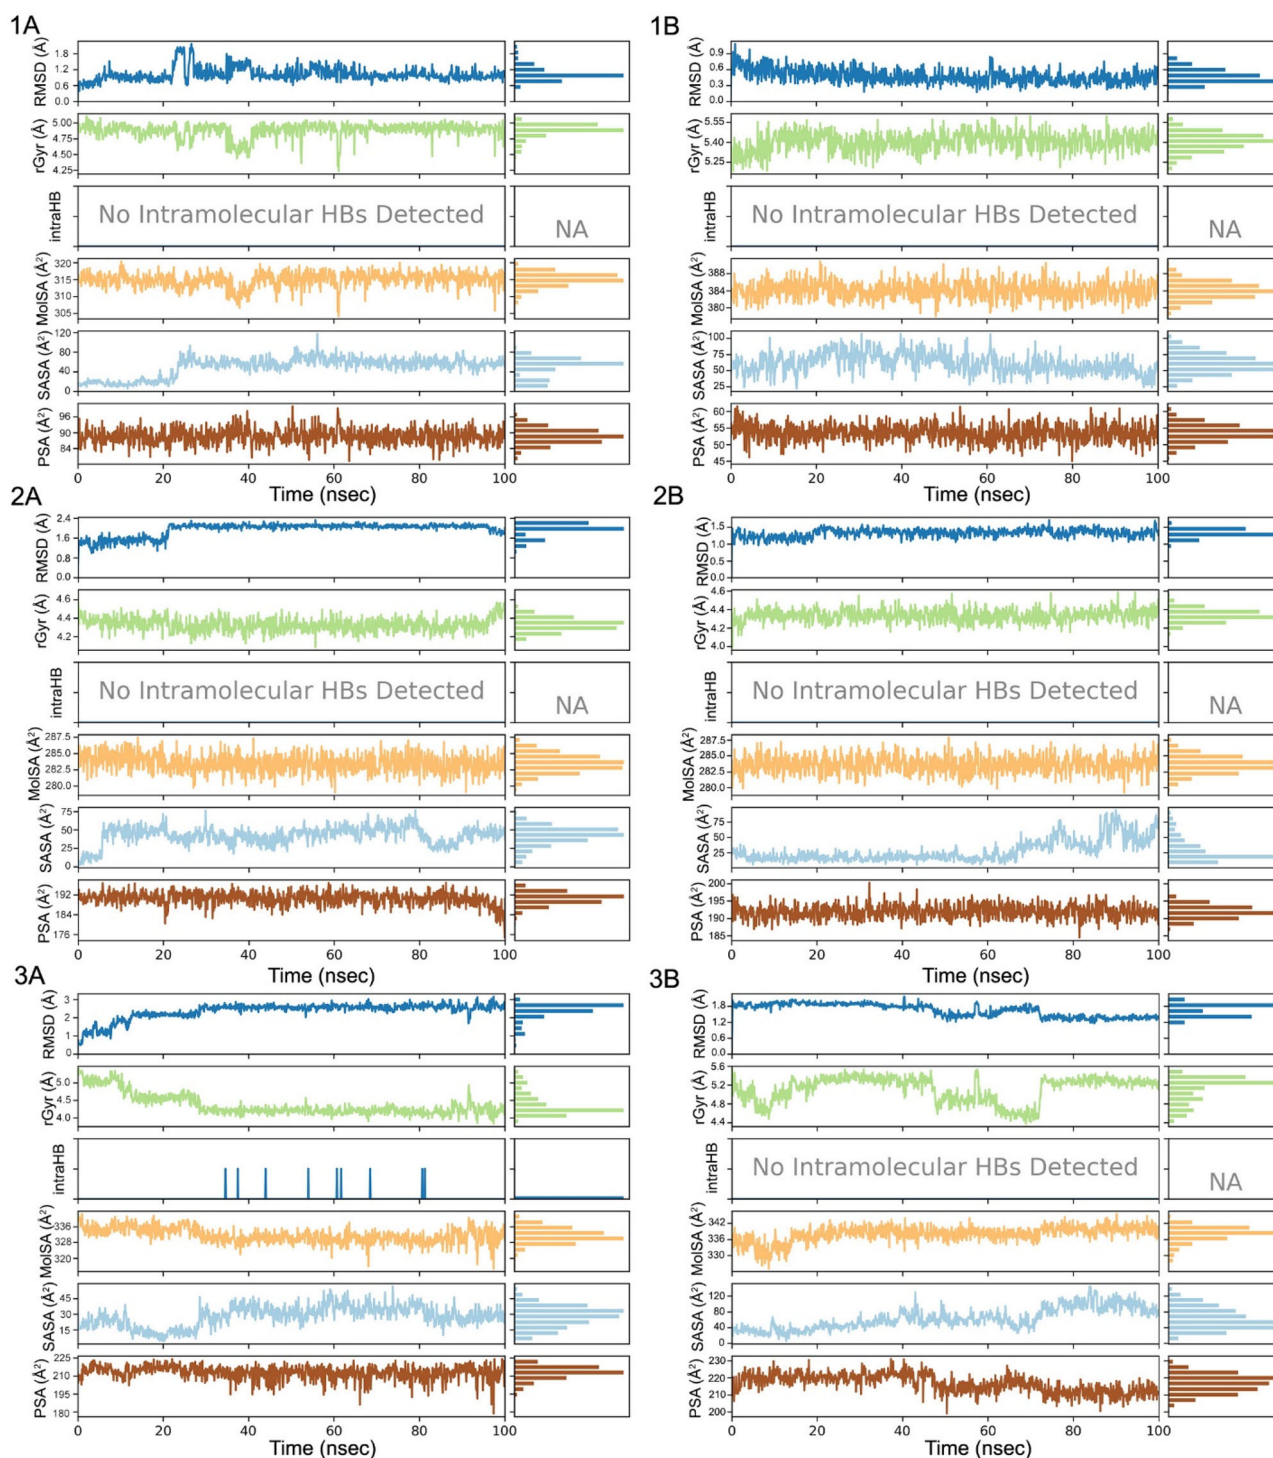 1A
RMSD (Å)
1.8
1.2
0.6
0.0
rGyr (Å)
5.00
4.75
4.50
4.25
intraHB
No Intramolecular HBs Detected
NA
MolSA (Å²)
320
315
310
305
SASA (Å²)
120
80
40
0
PSA (Å²)
96
90
84
0 20 40 60 80 100
Time (nsec)
1B
RMSD (Å)
0.9
0.6
0.3
0.0
rGyr (Å)
5.55
5.40
5.25
intraHB
No Intramolecular HBs Detected
NA
MolSA (Å²)
388
384
380
SASA (Å²)
100
75
50
25
PSA (Å²)
60
55
50
45
0 20 40 60 80 100
Time (nsec)
2A
RMSD (Å)
2.4
1.6
0.8
0.0
rGyr (Å)
4.6
4.4
4.2
intraHB
No Intramolecular HBs Detected
NA
MolSA (Å²)
287.5
285.0
282.5
280.0
SASA (Å²)
75
50
25
0
PSA (Å²)
192
184
176
0 20 40 60 80 100
Time (nsec)
2B
RMSD (Å)
1.5
1.0
0.5
0.0
rGyr (Å)
4.6
4.4
4.2
4.0
intraHB
No Intramolecular HBs Detected
NA
MolSA (Å²)
287.5
285.0
282.5
280.0
SASA (Å²)
75
50
25
0
PSA (Å²)
200
195
190
185
0 20 40 60 80 100
Time (nsec)
3A
RMSD (Å)
3
2
1
0
rGyr (Å)
5.0
4.5
4.0
intraHB
MolSA (Å²)
336
328
320
SASA (Å²)
45
30
15
PSA (Å²)
225
210
195
180
0 20 40 60 80 100
Time (nsec)
3B
RMSD (Å)
1.8
1.2
0.6
0.0
rGyr (Å)
5.6
5.2
4.8
4.4
intraHB
No Intramolecular HBs Detected
NA
MolSA (Å²)
342
336
330
SASA (Å²)
120
80
40
0
PSA (Å²)
230
220
210
200
0 20 40 60 80 100
Time (nsec)